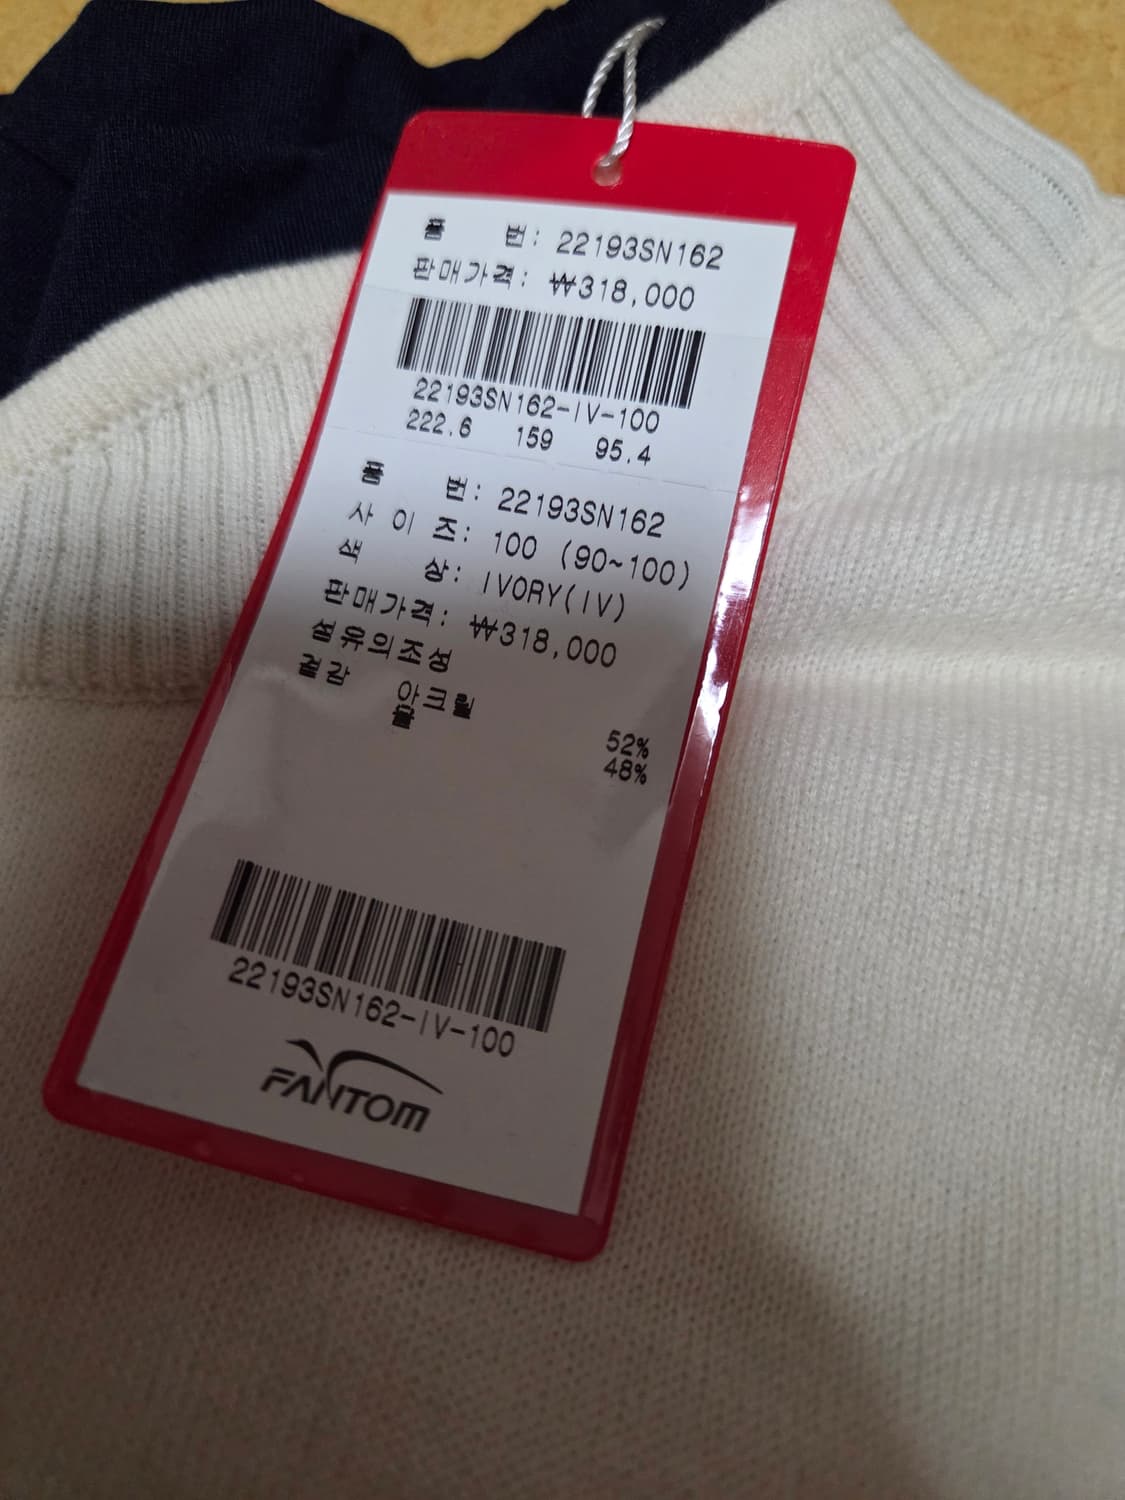 품 번: 22193SN162
판매가격: ₩318,000
22193SN162-IV-100
222.6 159 95.4
품 번: 22193SN162
사 이 즈: 100 (90~100)
색 상: IVORY(IV)
판매가격: ₩318,000
섬유의조성
겉감 아크릴 52%
48%
22193SN162-IV-100
FANTOM